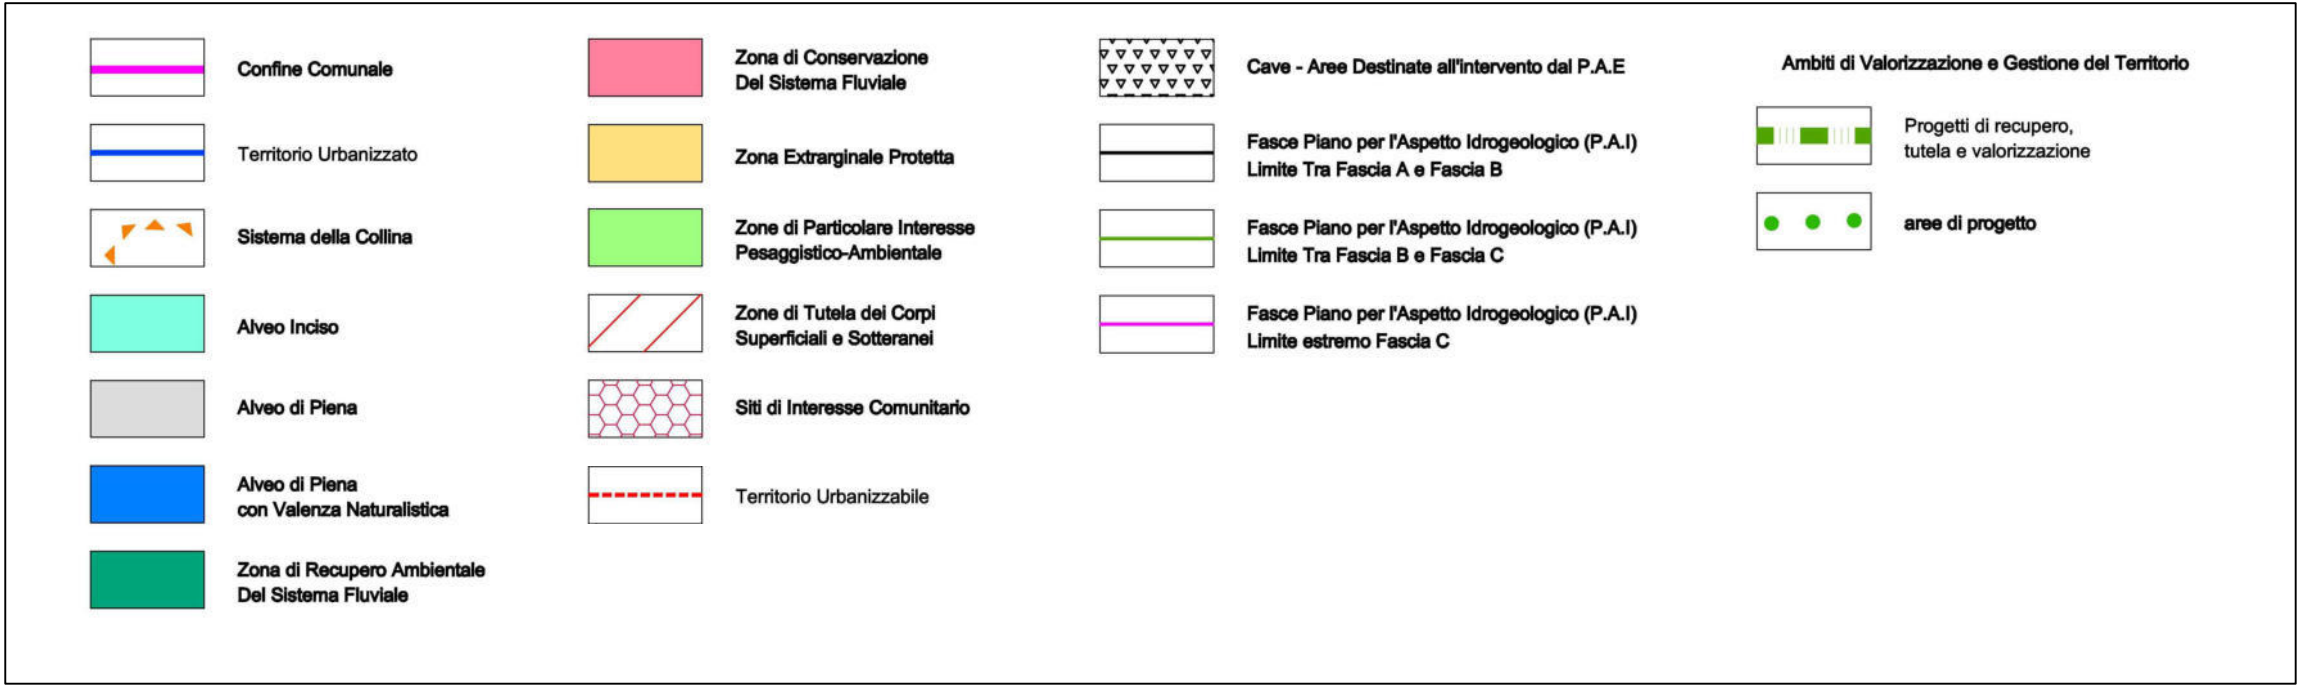 Confine Comunale
Territorio Urbanizzato
Sistema della Collina
Alveo Inciso
Alveo di Piena
Alveo di Piena
con Valenza Naturalistica
Zona di Recupero Ambientale
Del Sistema Fluviale
Zona di Conservazione
Del Sistema Fluviale
Zona Extrarginale Protetta
Zone di Particolare Interesse
Pesaggistico-Ambientale
Zone di Tutela dei Corpi
Superficiali e Sotteranei
Siti di Interesse Comunitario
Territorio Urbanizzabile
Cave - Aree Destinate all'intervento dal P.A.E
Fasce Piano per l'Aspetto Idrogeologico (P.A.I)
Limite Tra Fascia A e Fascia B
Fasce Piano per l'Aspetto Idrogeologico (P.A.I)
Limite Tra Fascia B e Fascia C
Fasce Piano per l'Aspetto Idrogeologico (P.A.I)
Limite estremo Fascia C
Ambiti di Valorizzazione e Gestione del Territorio
Progetti di recupero,
tutela e valorizzazione
aree di progetto